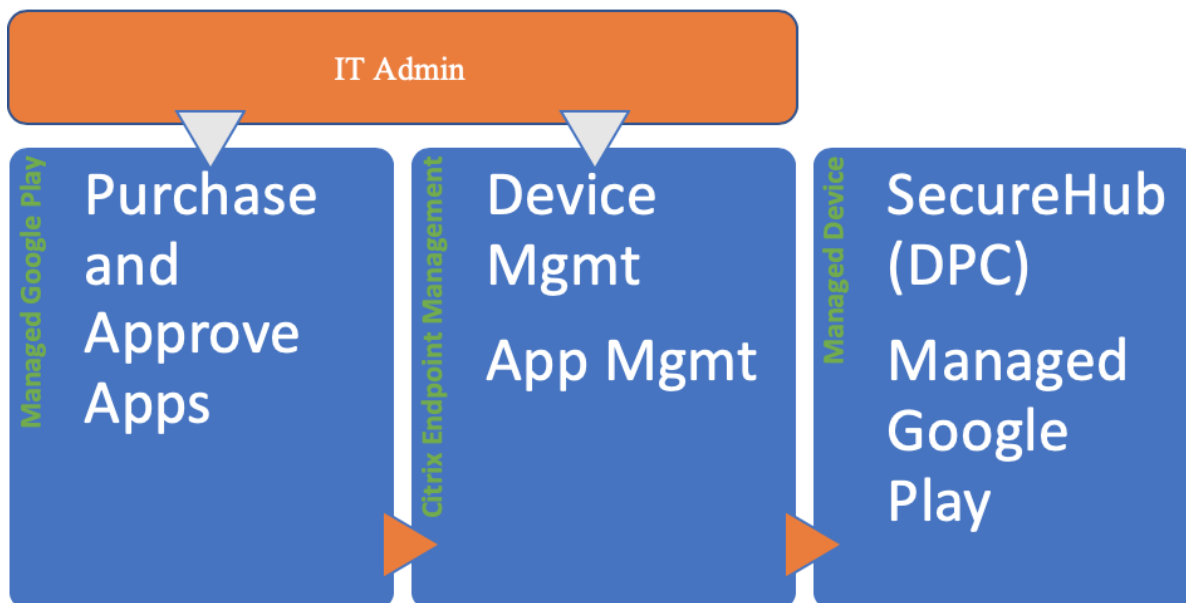 IT Admin
Managed Google Play
Purchase
and
Approve
Apps
Citrix Endpoint Management
Device
Mgmt
App Mgmt
Managed Device
SecureHub
(DPC)
Managed
Google
Play